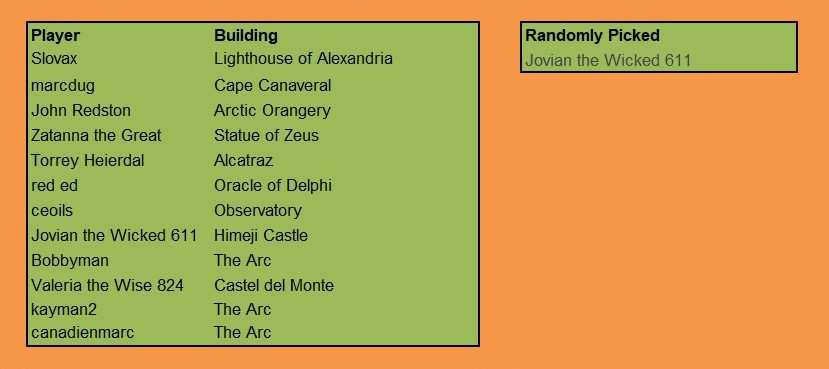 Player Building
Slovax Lighthouse of Alexandria
marcdug Cape Canaveral
John Redston Arctic Orangery
Zatanna the Great Statue of Zeus
Torrey Heierdal Alcatraz
red ed Oracle of Delphi
ceoils Observatory
Jovian the Wicked 611 Himeji Castle
Bobbyman The Arc
Valeria the Wise 824 Castel del Monte
kayman2 The Arc
canadienmarc The Arc
Randomly Picked
Jovian the Wicked 611